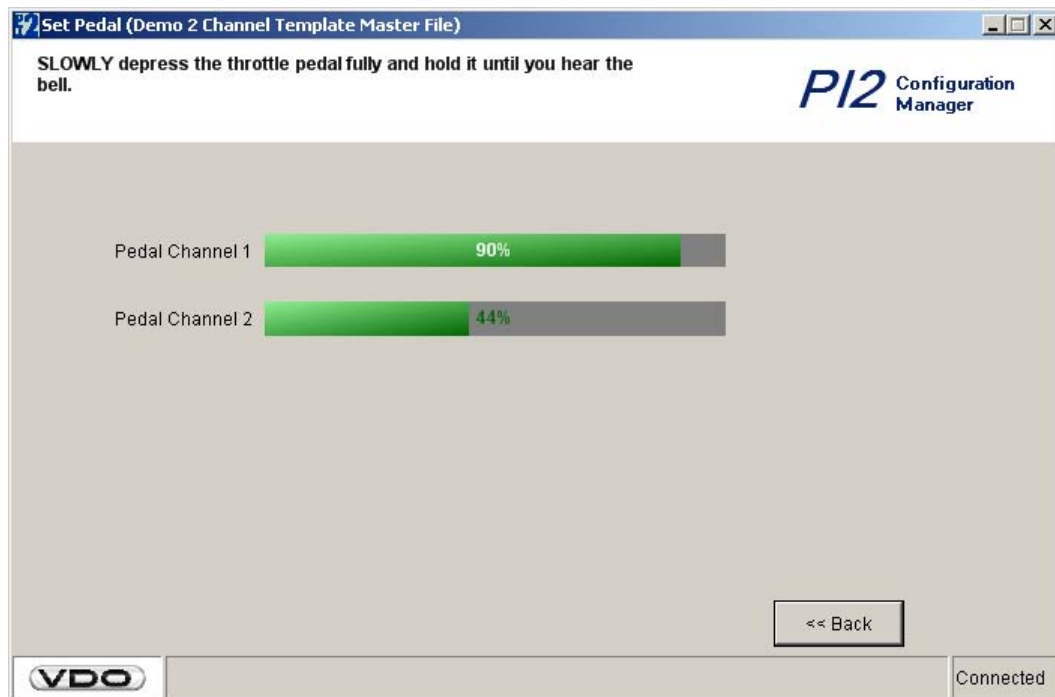 Set Pedal (Demo 2 Channel Template Master File)
SLOWLY depress the throttle pedal fully and hold it until you hear the
bell.
PI2 Configuration
Manager
Pedal Channel 1 90%
Pedal Channel 2 44%
<< Back
VDO Connected